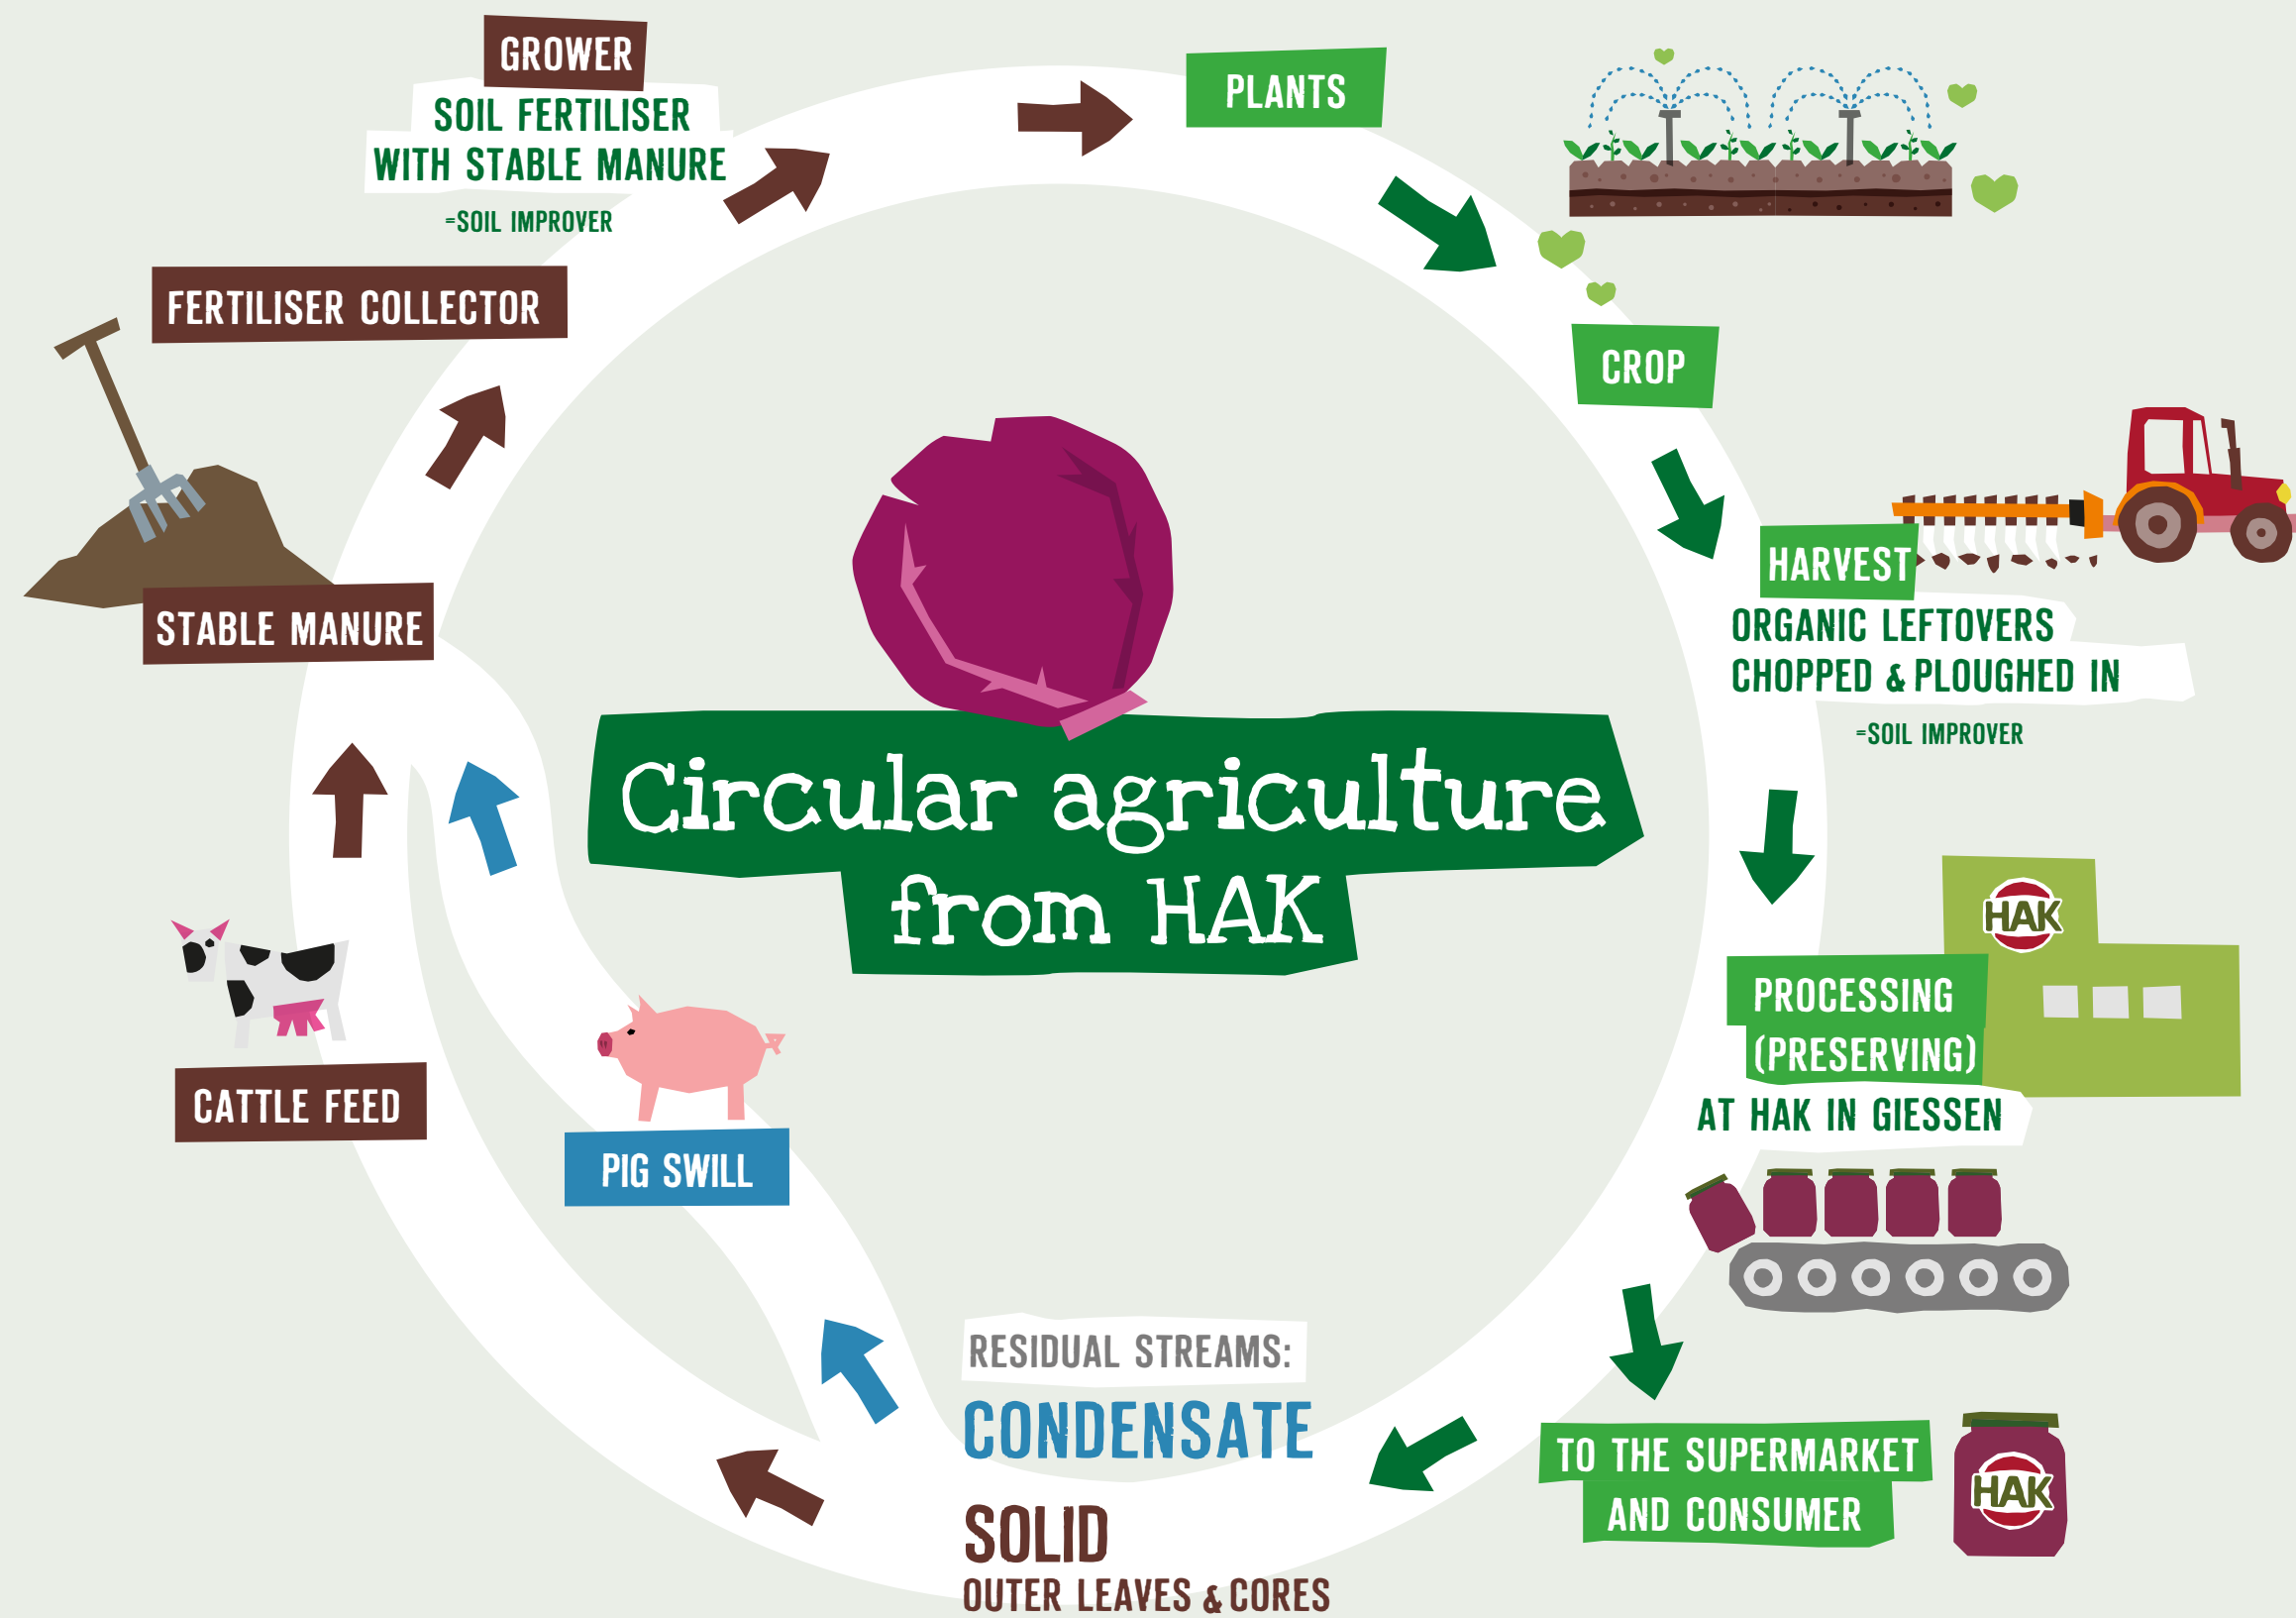 GROWER
SOIL FERTILISER
WITH STABLE MANURE
=SOIL IMPROVER
PLANTS
FERTILISER COLLECTOR
CROP
HARVEST
ORGANIC LEFTOVERS
CHOPPED & PLOUGHED IN
=SOIL IMPROVER
STABLE MANURE
Circular agriculture
from HAK
HAK
PROCESSING
(PRESERVING)
AT HAK IN GIESSEN
CATTLE FEED
PIG SWILL
RESIDUAL STREAMS:
CONDENSATE
SOLID
OUTER LEAVES & CORES
TO THE SUPERMARKET
AND CONSUMER
HAK